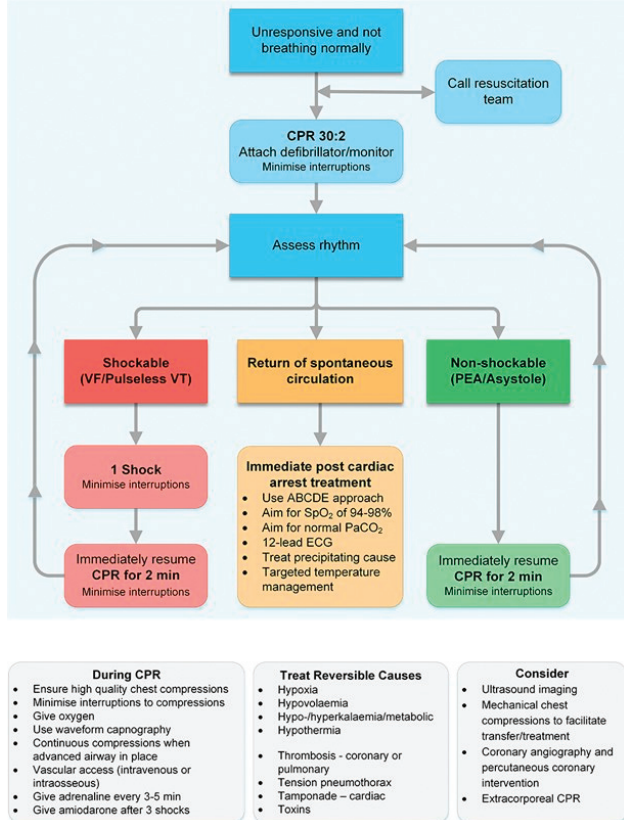 Unresponsive and not
breathing normally
Call resuscitation
team
CPR 30:2
Attach defibrillator/monitor
Minimise interruptions
Assess rhythm
Shockable
(VF/Pulseless VT)
Return of spontaneous
circulation
Non-shockable
(PEA/Asystole)
1 Shock
Minimise interruptions
Immediately resume
CPR for 2 min
Minimise interruptions
Immediate post cardiac
arrest treatment
• Use ABCDE approach
• Aim for SpO₂ of 94-98%
• Aim for normal PaCO₂
• 12-lead ECG
• Treat precipitating cause
• Targeted temperature
management
Immediately resume
CPR for 2 min
Minimise interruptions
During CPR
• Ensure high quality chest compressions
• Minimise interruptions to compressions
• Give oxygen
• Use waveform capnography
• Continuous compressions when
advanced airway in place
• Vascular access (intravenous or
intraosseous)
• Give adrenaline every 3-5 min
• Give amiodarone after 3 shocks
Treat Reversible Causes
• Hypoxia
• Hypovolaemia
• Hypo-/hyperkalaemia/metabolic
• Hypothermia
• Thrombosis - coronary or
pulmonary
• Tension pneumothorax
• Tamponade – cardiac
• Toxins
Consider
• Ultrasound imaging
• Mechanical chest
compressions to facilitate
transfer/treatment
• Coronary angiography and
percutaneous coronary
intervention
• Extracorporeal CPR